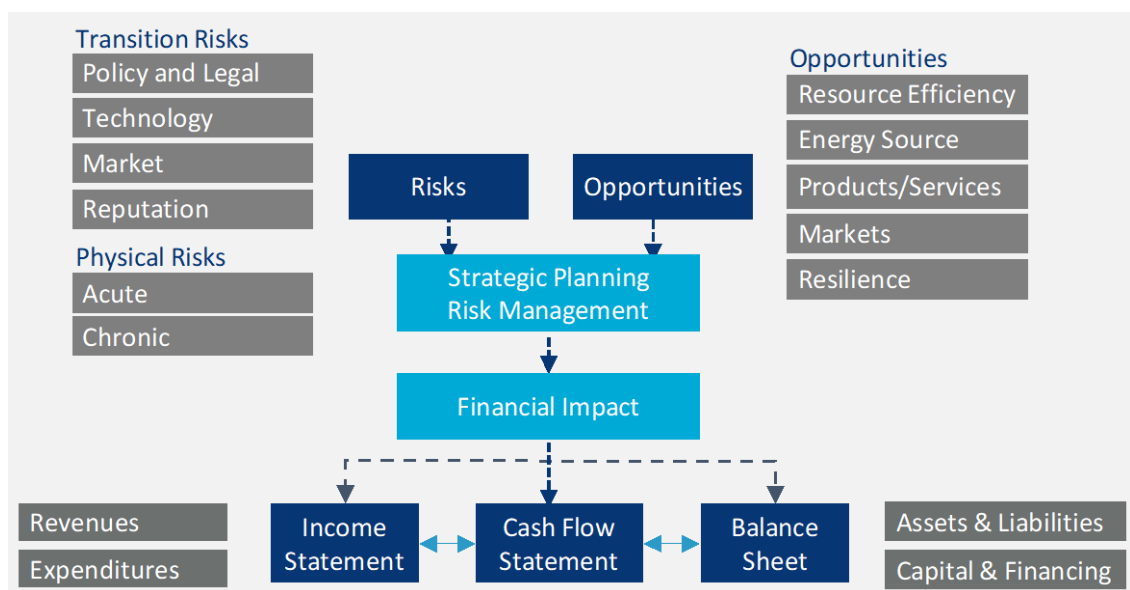 Transition Risks
Policy and Legal
Technology
Market
Reputation
Physical Risks
Acute
Chronic
Risks
Opportunities
Strategic Planning
Risk Management
Financial Impact
Opportunities
Resource Efficiency
Energy Source
Products/Services
Markets
Resilience
Revenues
Expenditures
Income
Statement
Cash Flow
Statement
Balance
Sheet
Assets & Liabilities
Capital & Financing